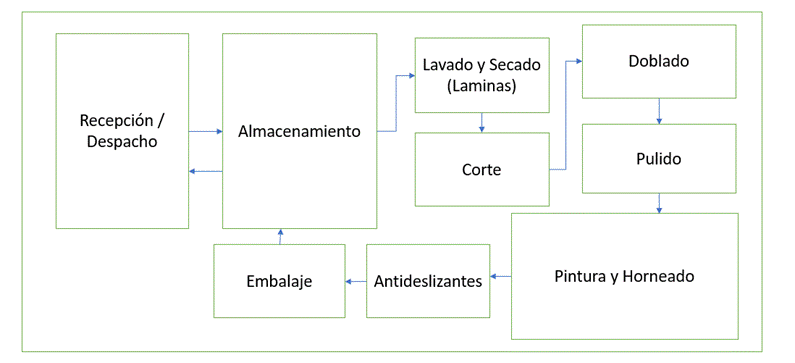 Recepción /
Despacho
Almacenamiento
Lavado y Secado
(Laminas)
Corte
Doblado
Pulido
Pintura y Horneado
Antideslizantes
Embalaje